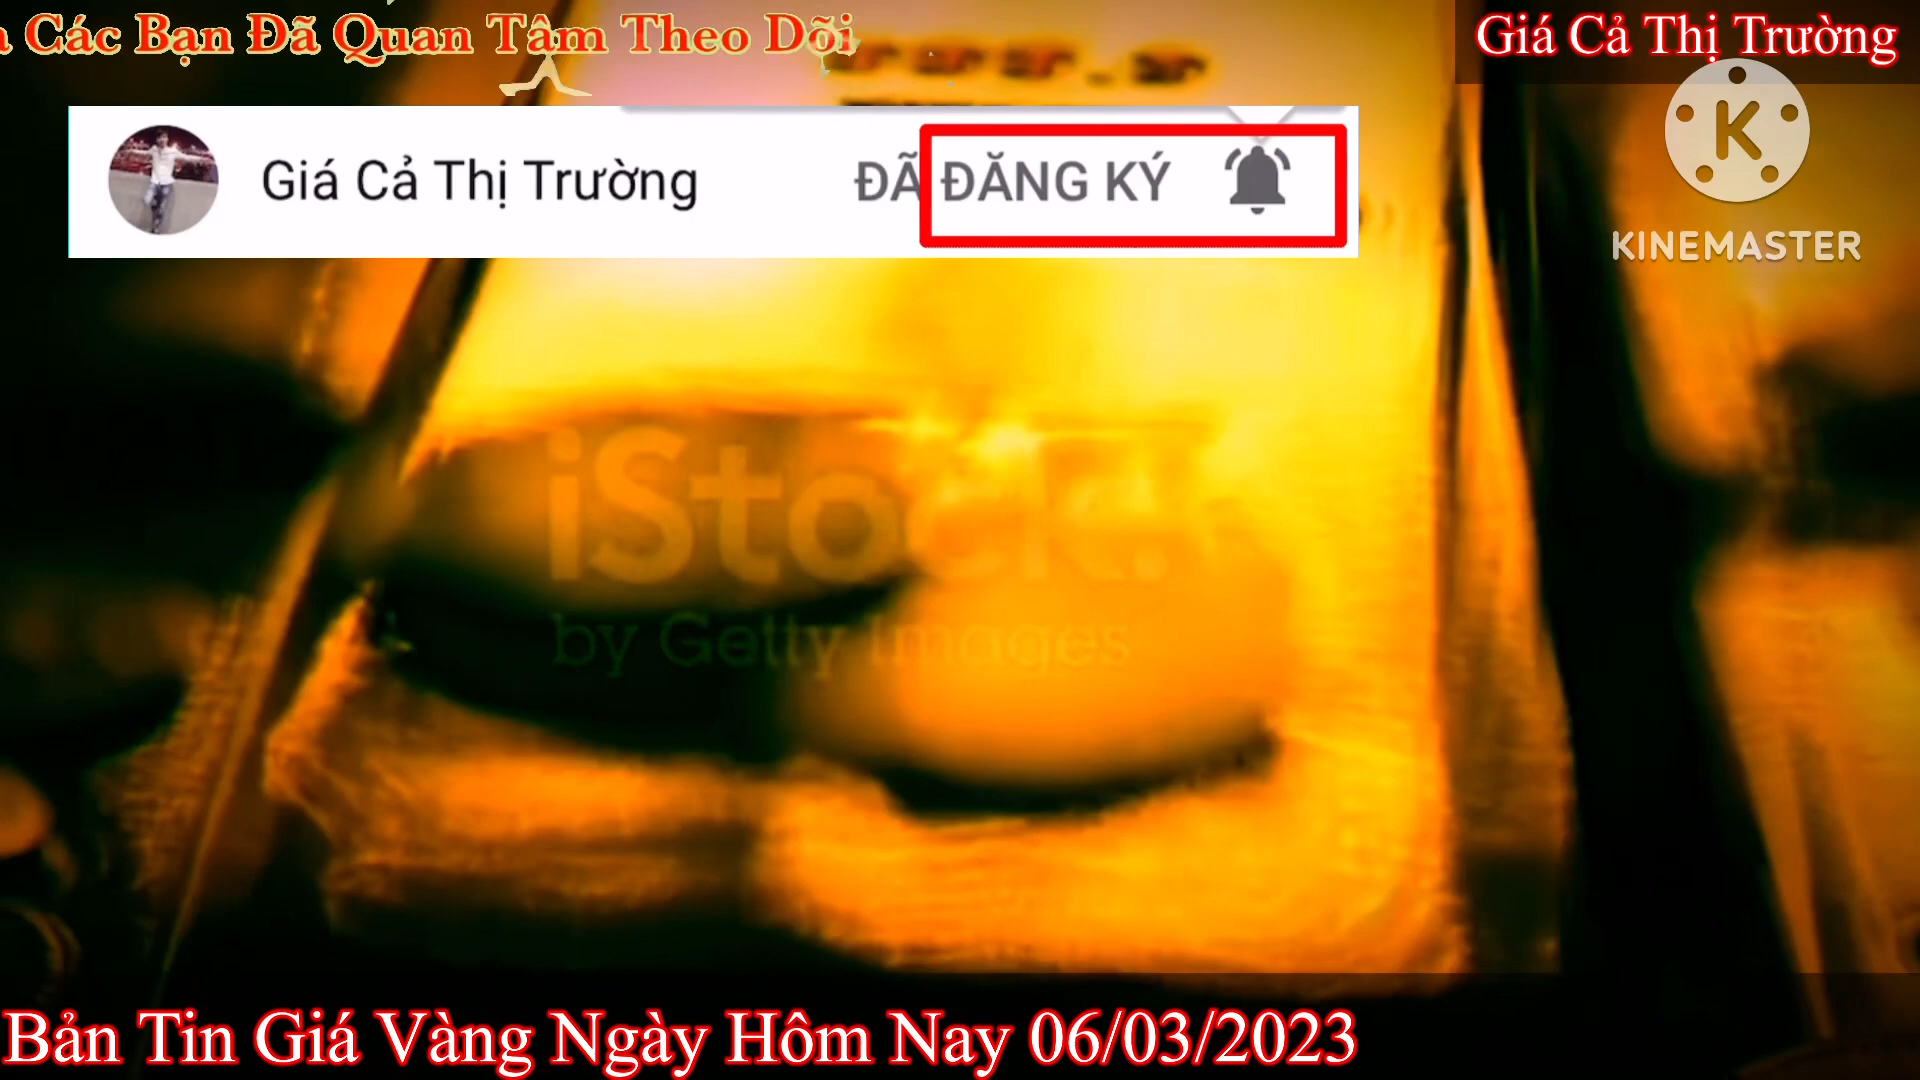 Các Bạn Đã Quan Tâm Theo Dõi
Giá Cả Thị Trường
Giá Cả Thị Trường
ĐÃ ĐĂNG KÝ
K
KINEMASTER
iStock.
by Getty Images
Bản Tin Giá Vàng Ngày Hôm Nay 06/03/2023